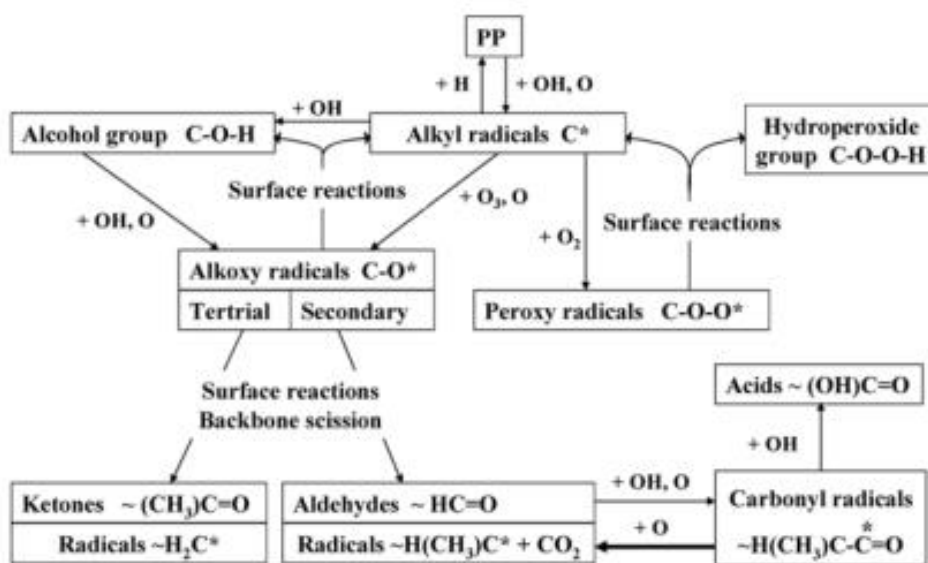 PP
+ H
+ OH, O
+ OH
Alcohol group C-O-H
Alkyl radicals C*
Hydroperoxide
group C-O-O-H
Surface reactions
+ OH, O
+ O₃, O
+ O₂
Surface reactions
Alkoxy radicals C-O*
Tertrial
Secondary
Peroxy radicals C-O-O*
Surface reactions
Backbone scission
Acids ~ (OH)C=O
+ OH
Ketones ~ (CH₃)C=O
Radicals ~H₂C*
Aldehydes ~ HC=O
Radicals ~H(CH₃)C* + CO₂
+ OH, O
+ O
Carbonyl radicals
*
~H(CH₃)C-C=O